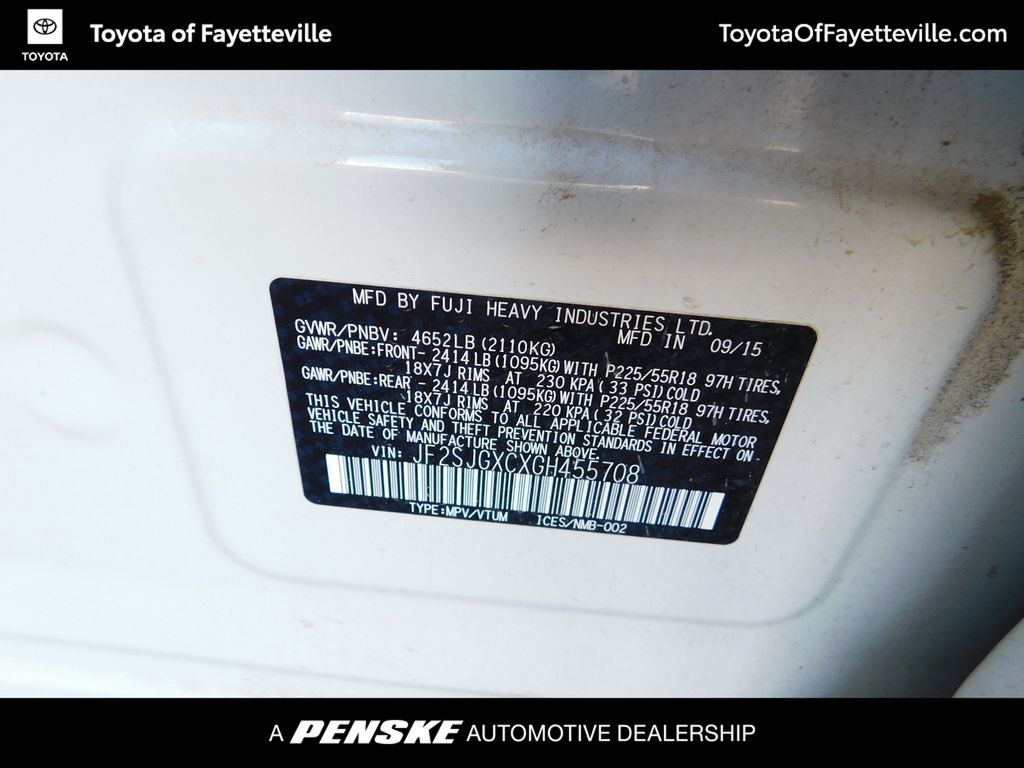 TOYOTA
Toyota of Fayetteville
ToyotaOfFayetteville.com
MFD BY FUJI HEAVY INDUSTRIES LTD.
GVWR/PNBV: 4652LB (2110KG) MFD IN 09/15
GAWR/PNBE:FRONT- 2414LB(1095KG)WITH P225/55R18 97H TIRES,
18X7J RIMS AT 230 KPA(33 PSI)COLD
GAWR/PNBE:REAR - 2414LB(1095KG)WITH P225/55R18 97H TIRES,
18X7J RIMS AT 220 KPA(32 PSI)COLD
THIS VEHICLE CONFORMS TO ALL APPLICABLE FEDERAL MOTOR
VEHICLE SAFETY AND THEFT PREVENTION STANDARDS IN EFFECT ON
THE DATE OF MANUFACTURE SHOWN ABOVE.
VIN: JF2SJGXCXGH455708
TYPE:MPV/VTUM ICES/NMB-002
A PENSKE AUTOMOTIVE DEALERSHIP